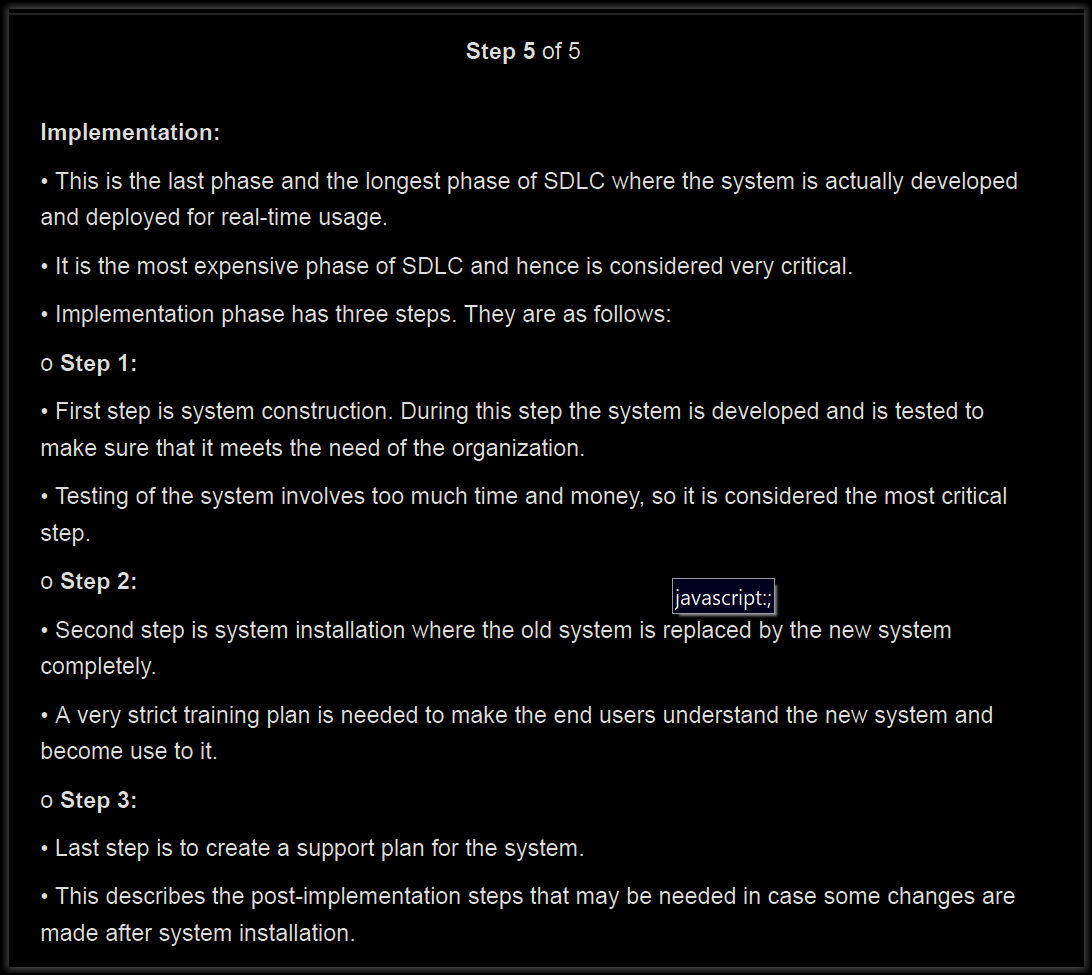 Step 5 of 5
Implementation:
• This is the last phase and the longest phase of SDLC where the system is actually developed
and deployed for real-time usage.
• It is the most expensive phase of SDLC and hence is considered very critical.
• Implementation phase has three steps. They are as follows:
o Step 1:
• First step is system construction. During this step the system is developed and is tested to
make sure that it meets the need of the organization.
• Testing of the system involves too much time and money, so it is considered the most critical
step.
o Step 2:
javascript:;
• Second step is system installation where the old system is replaced by the new system
completely.
• A very strict training plan is needed to make the end users understand the new system and
become use to it.
o Step 3:
• Last step is to create a support plan for the system.
• This describes the post-implementation steps that may be needed in case some changes are
made after system installation.